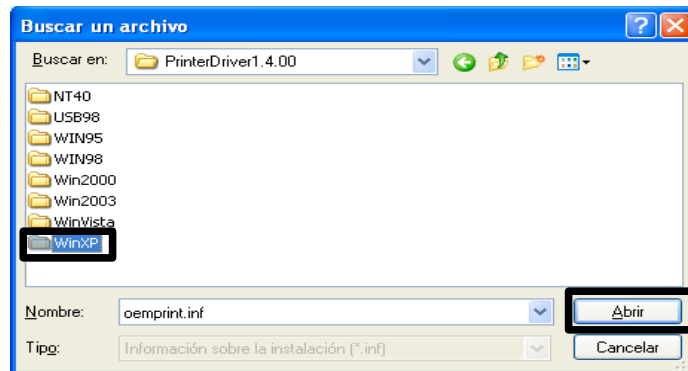 Buscar un archivo
Buscar en: PrinterDriver1.4.00
NT40
USB98
WIN95
WIN98
Win2000
Win2003
WinVista
WinXP
Nombre: oemprint.inf Abrir
Tipo: Información sobre la instalación (*.inf) Cancelar